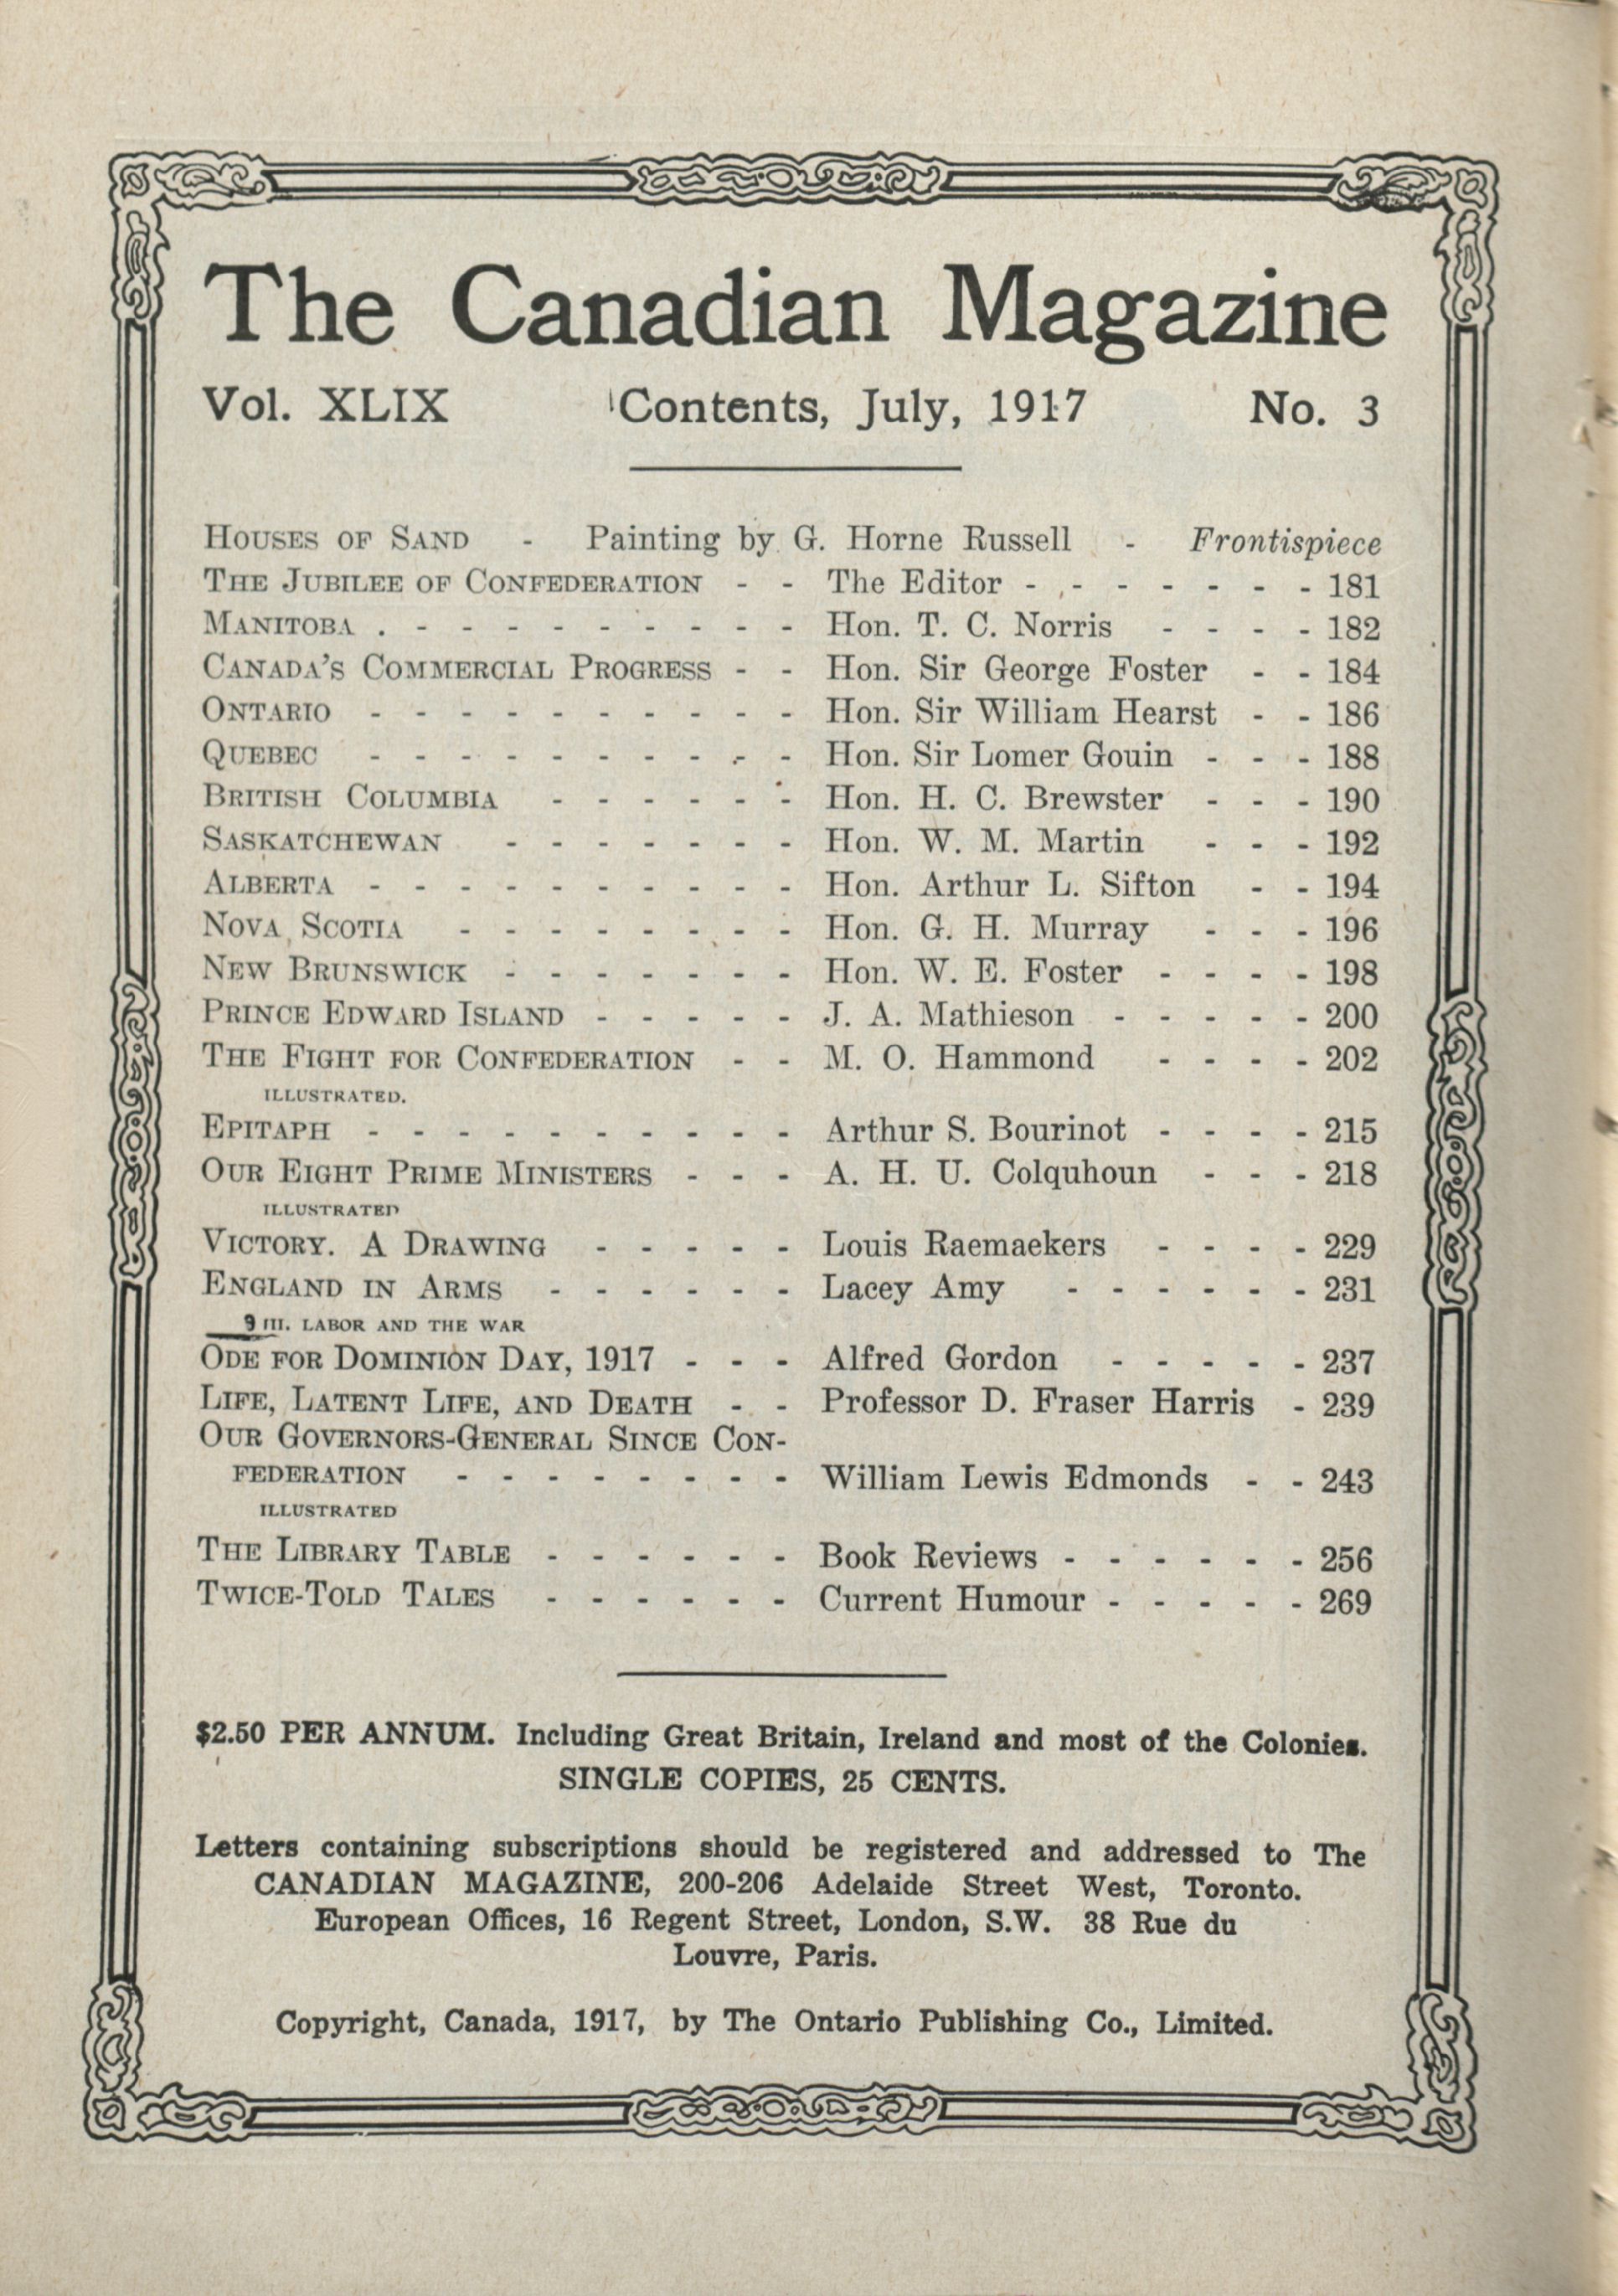 The Canadian Magazine
Vol. XLIX Contents, July, 1917 No. 3
HOUSES OF SAND - Painting by G. Horne Russell - Frontispiece
THE JUBILEE OF CONFEDERATION - - The Editor - - - - - - - 181
MANITOBA . - - - - - - - - - Hon. T. C. Norris - - - - 182
CANADA'S COMMERCIAL PROGRESS - - Hon. Sir George Foster - - 184
ONTARIO - - - - - - - - - - Hon. Sir William Hearst - - 186
QUEBEC - - - - - - - - - - Hon. Sir Lomer Gouin - - - 188
BRITISH COLUMBIA - - - - - - Hon. H. C. Brewster - - - 190
SASKATCHEWAN - - - - - - - Hon. W. M. Martin - - - 192
ALBERTA - - - - - - - - - - Hon. Arthur L. Sifton - - 194
NOVA SCOTIA - - - - - - - - Hon. G. H. Murray - - - 196
NEW BRUNSWICK - - - - - - - Hon. W. E. Foster - - - - 198
PRINCE EDWARD ISLAND - - - - - J. A. Mathieson - - - - - 200
THE FIGHT FOR CONFEDERATION - - M. O. Hammond - - - - 202
ILLUSTRATED.
EPITAPH - - - - - - - - - - Arthur S. Bourinot - - - - 215
OUR EIGHT PRIME MINISTERS - - - A. H. U. Colquhoun - - - 218
ILLUSTRATED
VICTORY. A DRAWING - - - - - Louis Raemaekers - - - - 229
ENGLAND IN ARMS - - - - - - Lacey Amy - - - - - - 231
9 III. LABOR AND THE WAR
ODE FOR DOMINION DAY, 1917 - - - Alfred Gordon - - - - - 237
LIFE, LATENT LIFE, AND DEATH - - Professor D. Fraser Harris - 239
OUR GOVERNORS-GENERAL SINCE CON-
FEDERATION - - - - - - - - William Lewis Edmonds - - 243
ILLUSTRATED
THE LIBRARY TABLE - - - - - - Book Reviews - - - - - - 256
TWICE-TOLD TALES - - - - - - Current Humour - - - - - 269
$2.50 PER ANNUM. Including Great Britain, Ireland and most of the Colonies.
SINGLE COPIES, 25 CENTS.
Letters containing subscriptions should be registered and addressed to The
CANADIAN MAGAZINE, 200-206 Adelaide Street West, Toronto.
European Offices, 16 Regent Street, London, S.W. 38 Rue du
Louvre, Paris.
Copyright, Canada, 1917, by The Ontario Publishing Co., Limited.